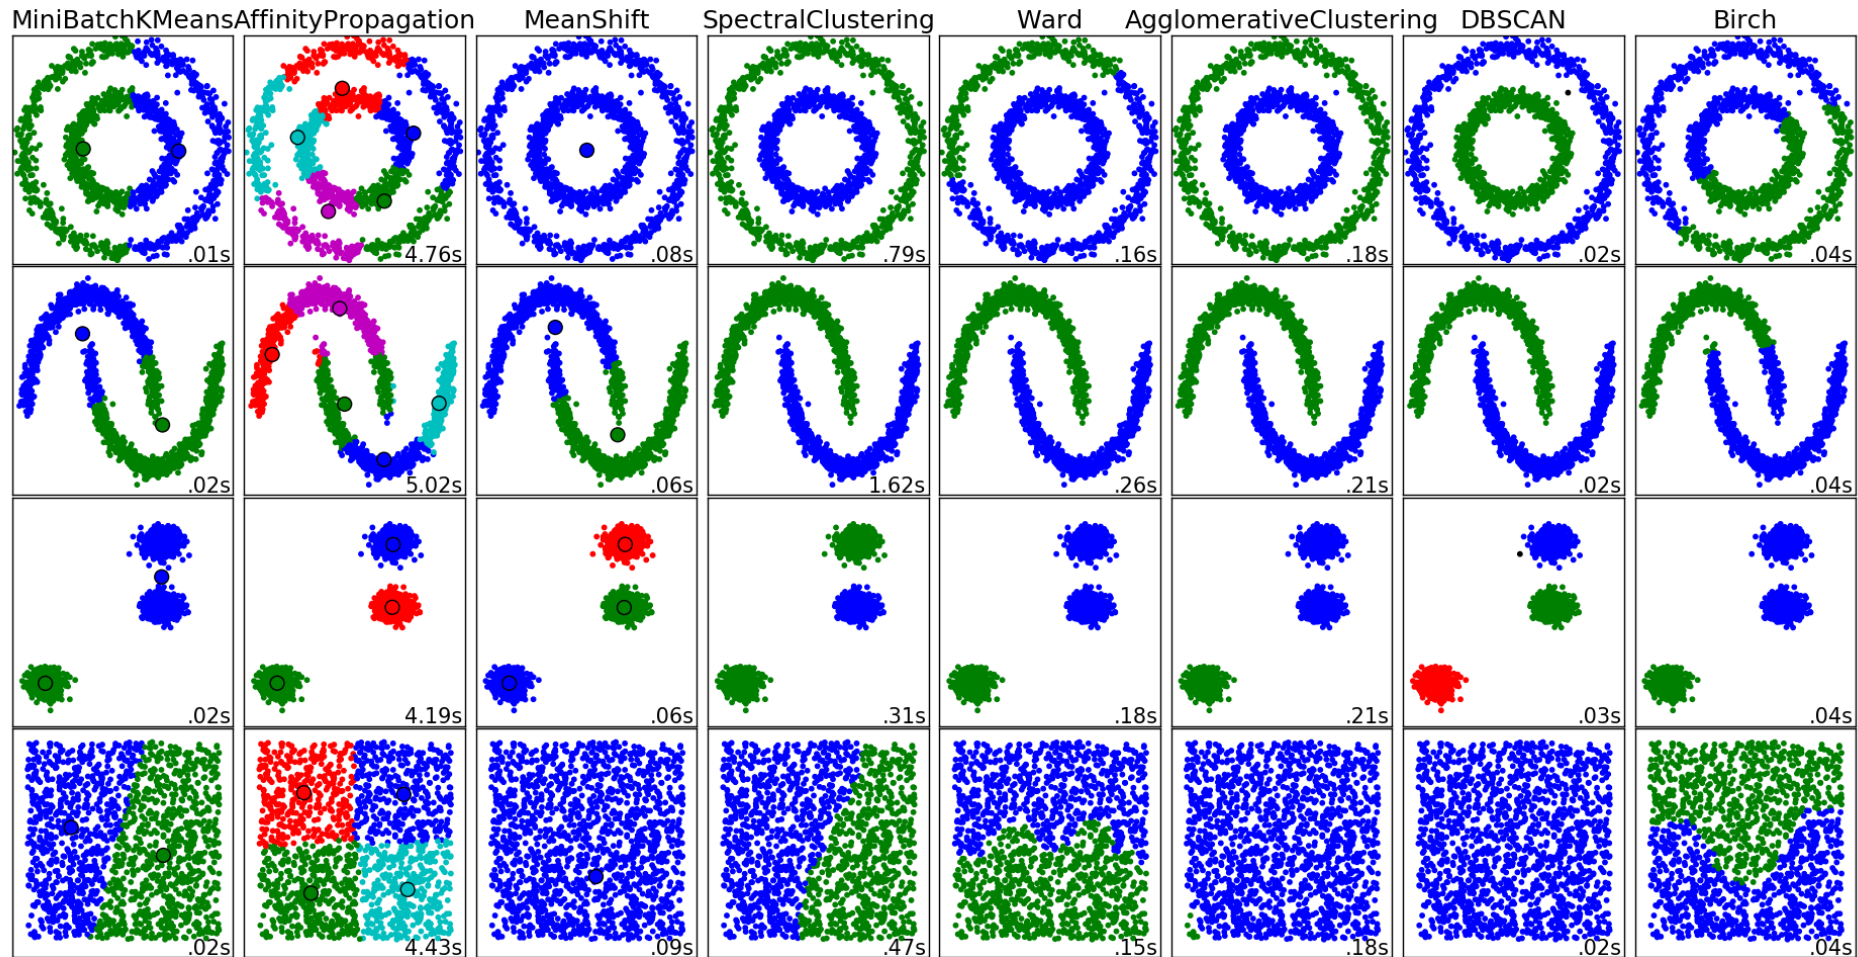 MiniBatchKMeans AffinityPropagation MeanShift SpectralClustering Ward AgglomerativeClustering DBSCAN Birch
.01s 4.76s .08s .79s .16s .18s .02s .04s
.02s 5.02s .06s 1.62s .26s .21s .02s .04s
.02s 4.19s .06s .31s .18s .21s .03s .04s
.02s 4.43s .09s .47s .15s .18s .02s .04s